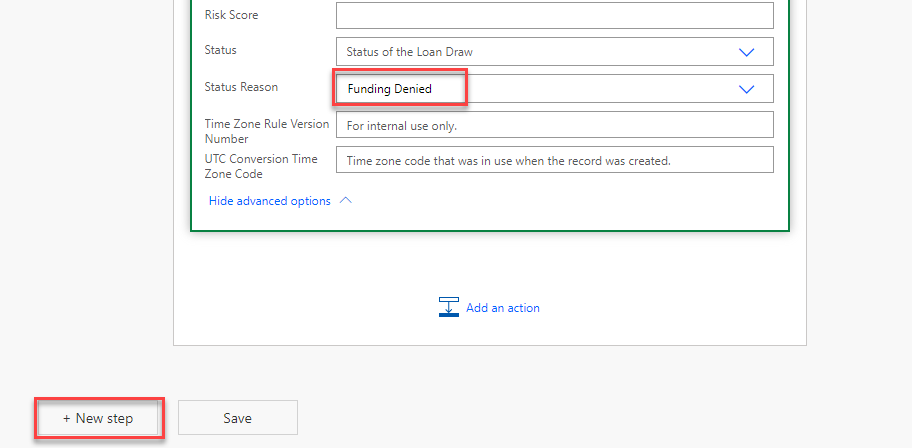 Risk Score
Status
Status of the Loan Draw
Status Reason
Funding Denied
Time Zone Rule Version
Number
For internal use only.
UTC Conversion Time
Zone Code
Time zone code that was in use when the record was created.
Hide advanced options
Add an action
+ New step
Save